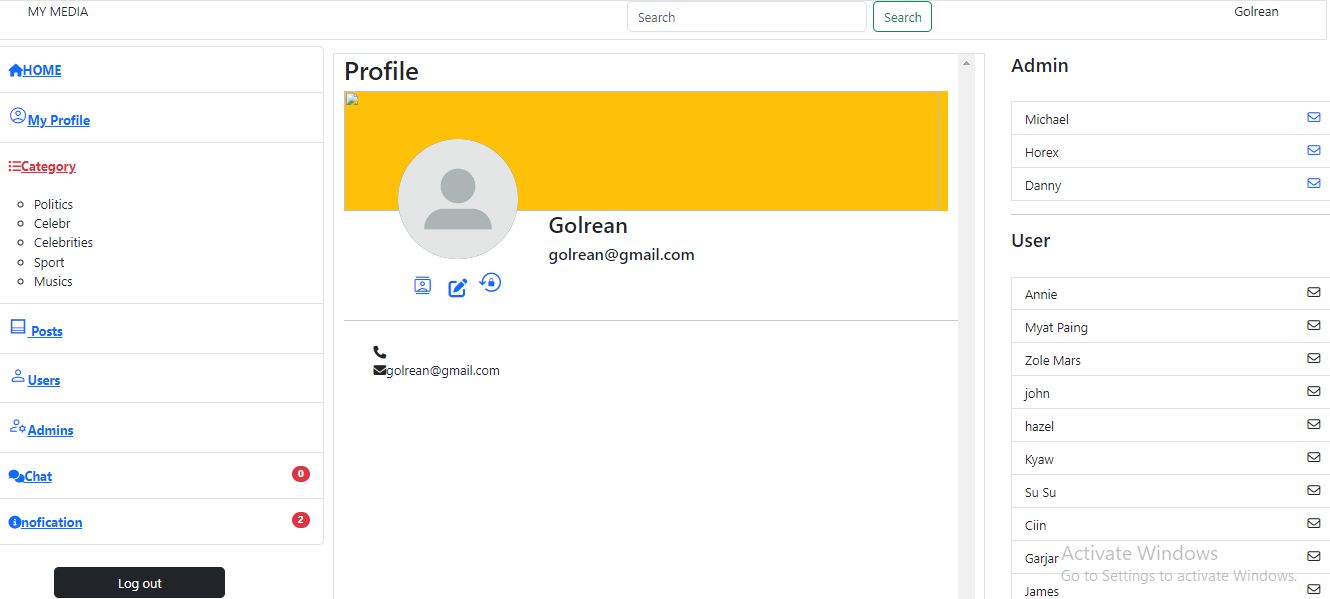 MY MEDIA
Search
Search
Golrean
HOME
My Profile
Category
Politics
Celebr
Celebrities
Sport
Musics
Posts
Users
Admins
Chat
0
nofication
2
Log out
Profile
Golrean
golrean@gmail.com
golrean@gmail.com
Admin
Michael
Horex
Danny
User
Annie
Myat Paing
Zole Mars
john
hazel
Kyaw
Su Su
Ciin
Garjar
James
Activate Windows
Go to Settings to activate Windows.